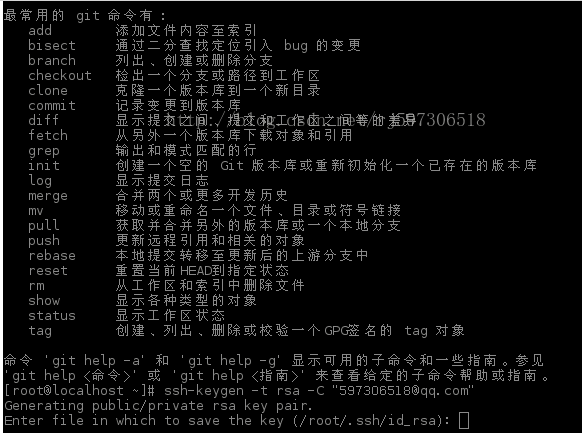 最常用的 git 命令有：
add 添加文件内容至索引
bisect 通过二分查找定位引入 bug 的变更
branch 列出、创建或删除分支
checkout 检出一个分支或路径到工作区
clone 克隆一个版本库到一个新目录
commit 记录变更到版本库
diff 显示提交之间、提交和工作区之间等的差异
fetch 从另外一个版本库下载对象和引用
grep 输出和模式匹配的行
init 创建一个空的 Git 版本库或重新初始化一个已存在的版本库
log 显示提交日志
merge 合并两个或更多开发历史
mv 移动或重命名一个文件、目录或符号链接
pull 获取并合并另外的版本库或一个本地分支
push 更新远程引用和相关的对象
rebase 本地提交转移至更新后的上游分支中
reset 重置当前HEAD到指定状态
rm 从工作区和索引中删除文件
show 显示各种类型的对象
status 显示工作区状态
tag 创建、列出、删除或校验一个GPG签名的 tag 对象
命令 'git help -a' 和 'git help -g' 显示可用的子命令和一些指南。参见
'git help <命令>' 或 'git help <指南>' 来查看给定的子命令帮助或指南。
[root@localhost ~]# ssh-keygen -t rsa -C "597306518@qq.com"
Generating public/private rsa key pair.
Enter file in which to save the key (/root/.ssh/id_rsa):